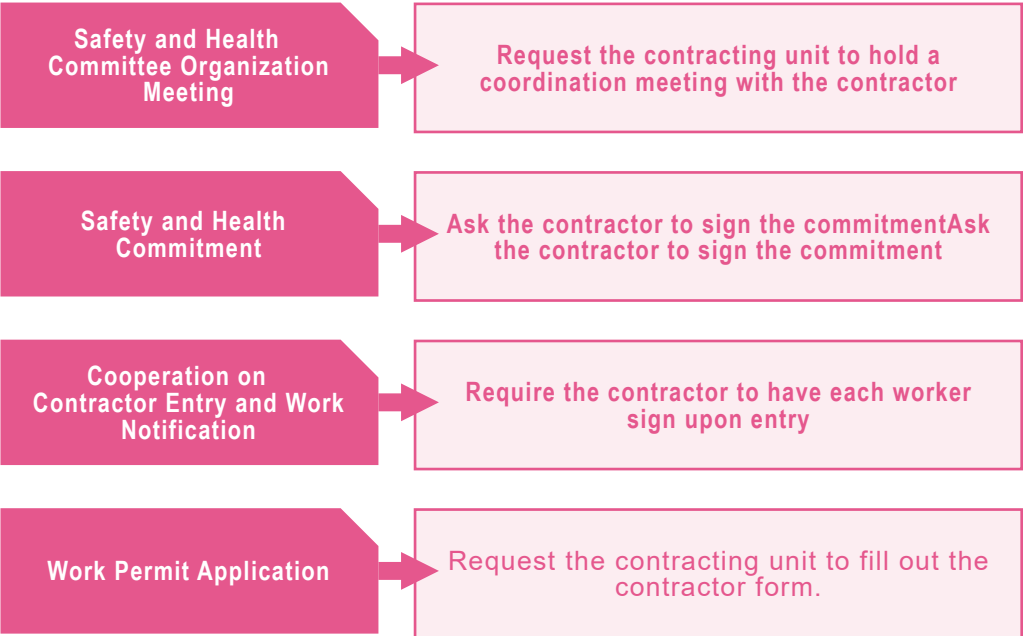 Safety and Health
Committee Organization
Meeting
Request the contracting unit to hold a
coordination meeting with the contractor
Safety and Health
Commitment
Ask the contractor to sign the commitmentAsk
the contractor to sign the commitment
Cooperation on
Contractor Entry and Work
Notification
Require the contractor to have each worker
sign upon entry
Work Permit Application
Request the contracting unit to fill out the
contractor form.